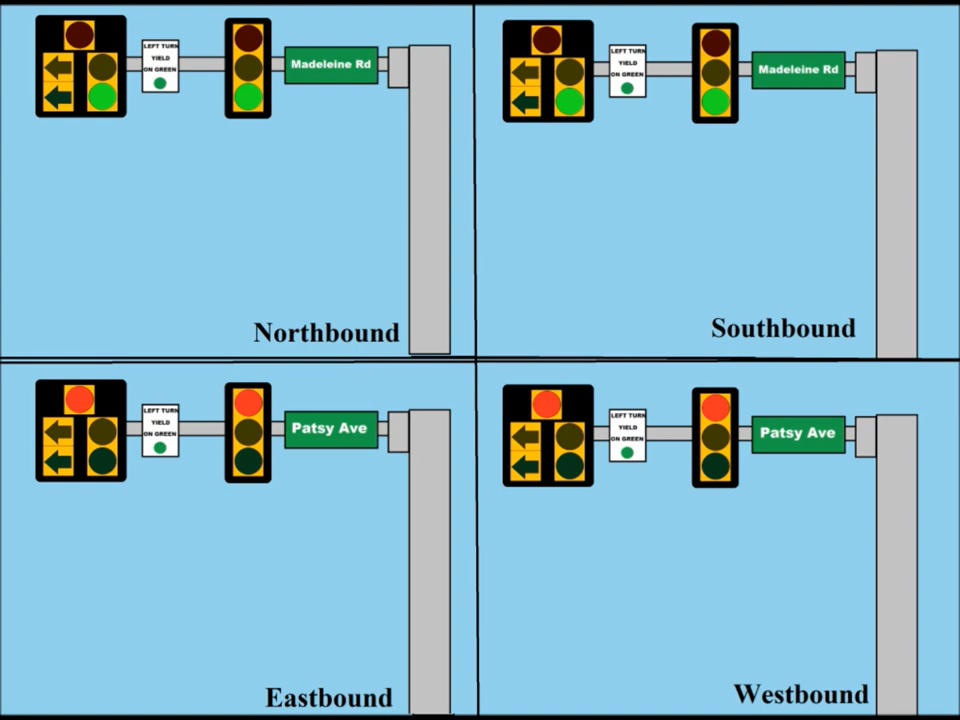 LEFT TURN
YIELD
ON GREEN
Madeleine Rd
Northbound
LEFT TURN
YIELD
ON GREEN
Madeleine Rd
Southbound
LEFT TURN
YIELD
ON GREEN
Patsy Ave
Eastbound
LEFT TURN
YIELD
ON GREEN
Patsy Ave
Westbound